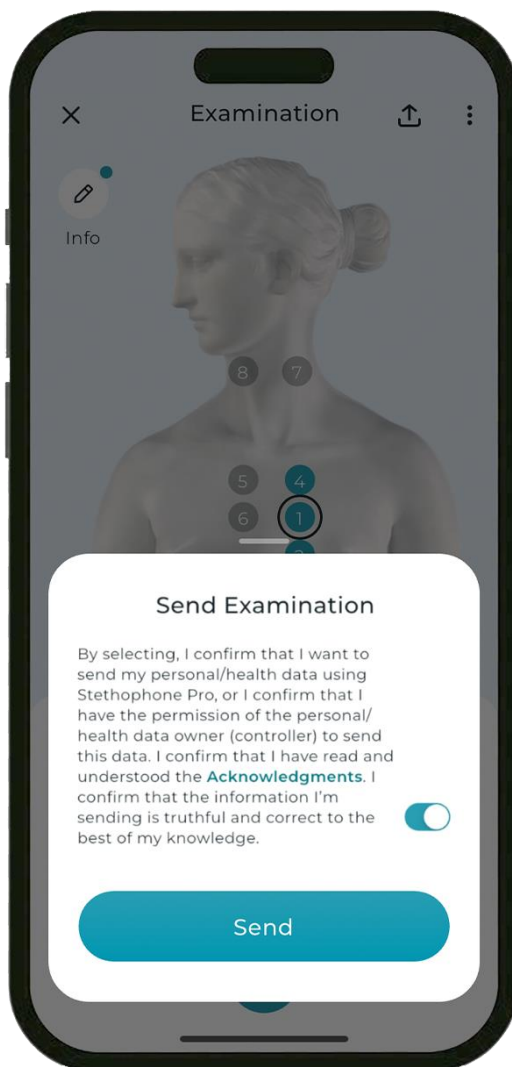 Examination
Info
8 7
5 4
6 1
Send Examination
By selecting, I confirm that I want to
send my personal/health data using
Stethophone Pro, or I confirm that I
have the permission of the personal/
health data owner (controller) to send
this data. I confirm that I have read and
understood the Acknowledgments. I
confirm that the information I’m
sending is truthful and correct to the
best of my knowledge.
Send